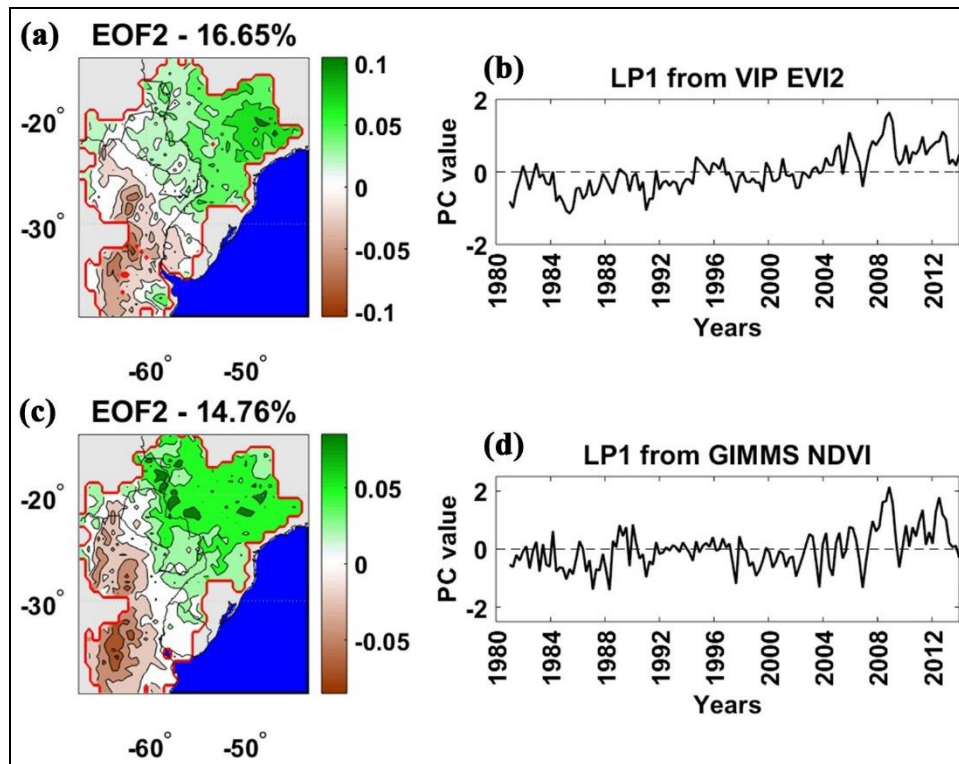 (a)
EOF2 - 16.65%
0.1
0.05
0
-0.05
-0.1
-20°
-30°
-60° -50°
(b)
LP1 from VIP EVI2
PC value
2
0
-2
1980 1984 1988 1992 1996 2000 2004 2008 2012
Years
(c)
EOF2 - 14.76%
0.05
0
-0.05
-20°
-30°
-60° -50°
(d)
LP1 from GIMMS NDVI
PC value
2
0
-2
1980 1984 1988 1992 1996 2000 2004 2008 2012
Years